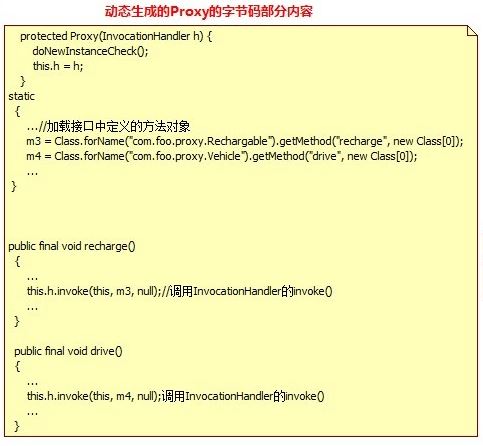 动态生成的Proxy的字节码部分内容
protected Proxy(InvocationHandler h) {
doNewInstanceCheck();
this.h = h;
}
static
{
...//加载接口中定义的方法对象
m3 = Class.forName("com.foo.proxy.Rechargable").getMethod("recharge", new Class[0]);
m4 = Class.forName("com.foo.proxy.Vehicle").getMethod("drive", new Class[0]);
...
}
public final void recharge()
{
...
this.h.invoke(this, m3, null);//调用InvocationHandler的invoke()
...
}
public final void drive()
{
...
this.h.invoke(this, m4, null);调用InvocationHandler的invoke()
...
}